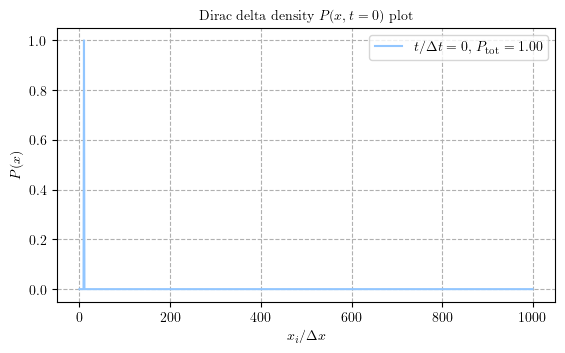 Dirac delta density P(x, t = 0) plot
t/Δt = 0, P_tot = 1.00
P(x)
1.0
0.8
0.6
0.4
0.2
0.0
0 200 400 600 800 1000
x_i/Δx